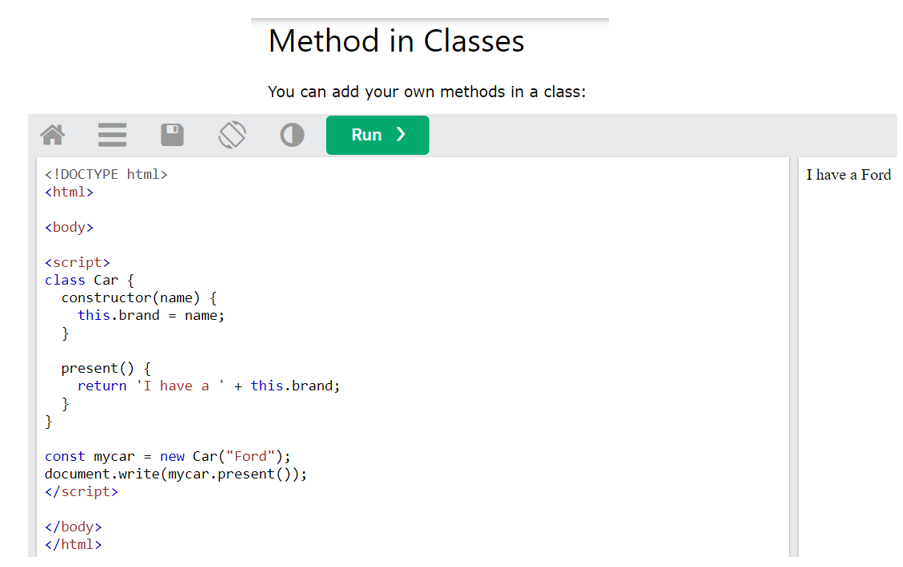 Method in Classes
You can add your own methods in a class:
Run ❯
<!DOCTYPE html>
<html>
<body>
<script>
class Car {
  constructor(name) {
    this.brand = name;
  }
  present() {
    return 'I have a ' + this.brand;
  }
}
const mycar = new Car("Ford");
document.write(mycar.present());
</script>
</body>
</html>
I have a Ford